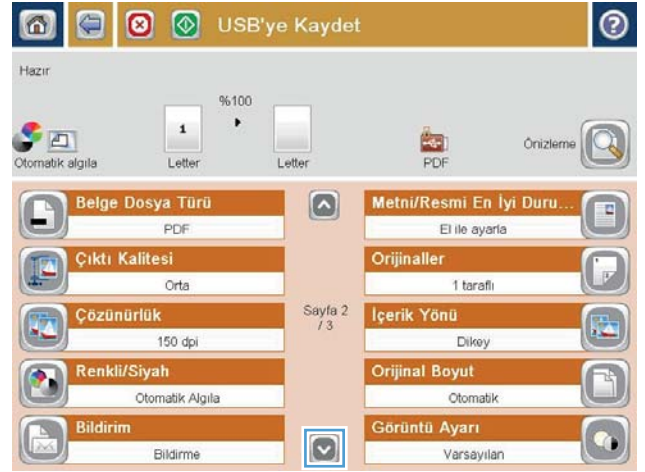 USB'ye Kaydet
Hazır
%100
1
Otomatik algıla
Letter
Letter
PDF
Önizleme
Belge Dosya Türü
PDF
Çıktı Kalitesi
Orta
Çözünürlük
150 dpi
Renkli/Siyah
Otomatik Algıla
Bildirim
Bildirme
Sayfa 2
/ 3
Metni/Resmi En İyi Duru...
El ile ayarla
Orijinaller
1 taraflı
İçerik Yönü
Dikey
Orijinal Boyut
Otomatik
Görüntü Ayarı
Varsayılan